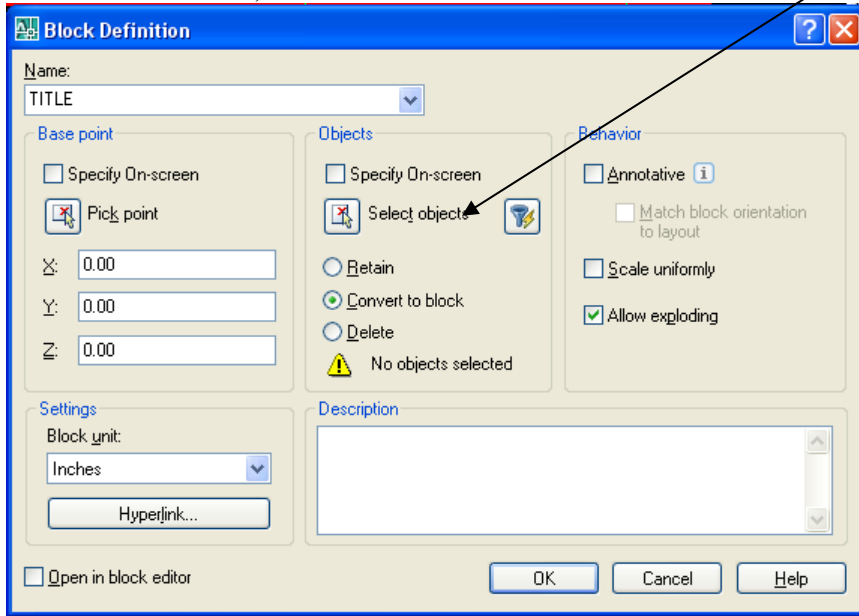 Block Definition
Name:
TITLE
Base point
Specify On-screen
Pick point
X: 0.00
Y: 0.00
Z: 0.00
Objects
Specify On-screen
Select objects
Retain
Convert to block
Delete
No objects selected
Behavior
Annotative
Match block orientation
to layout
Scale uniformly
Allow exploding
Settings
Block unit:
Inches
Hyperlink...
Description
Open in block editor
OK Cancel Help